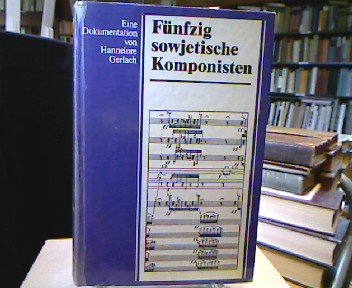 Eine
Dokumentation
von
Hannelore
Gerlach
Fünfzig
sowjetische
Komponisten